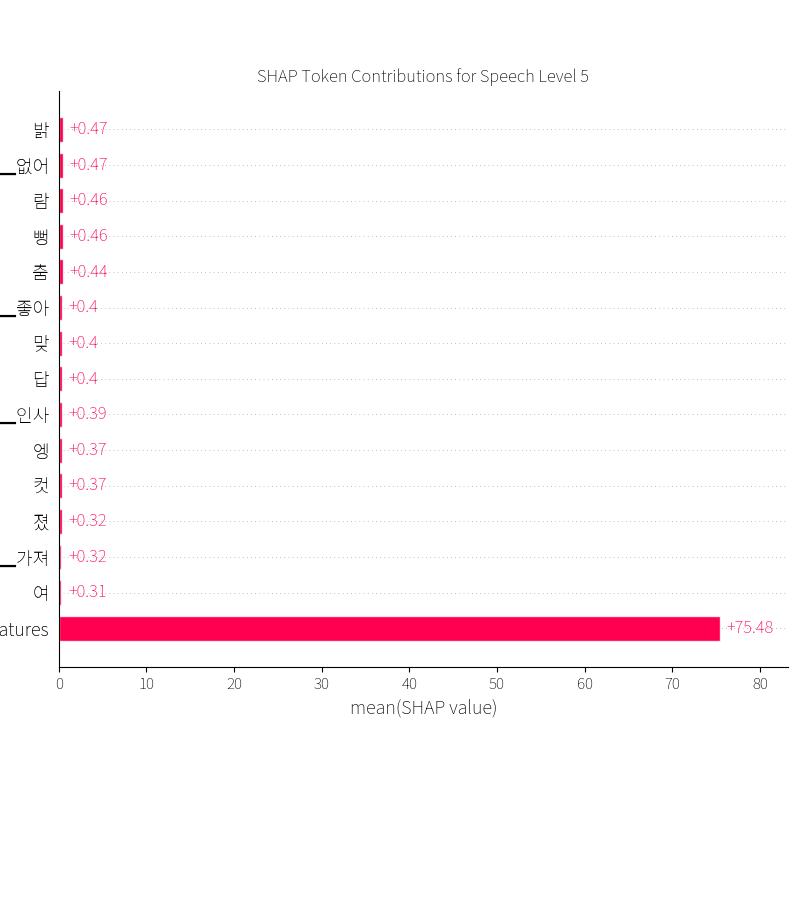 SHAP Token Contributions for Speech Level 5
밝 +0.47
▁없어 +0.47
람 +0.46
뺑 +0.46
춤 +0.44
▁좋아 +0.4
맞 +0.4
답 +0.4
▁인사 +0.39
엥 +0.37
컷 +0.37
졌 +0.32
▁가져 +0.32
여 +0.31
atures +75.48
0 10 20 30 40 50 60 70 80
mean(SHAP value)